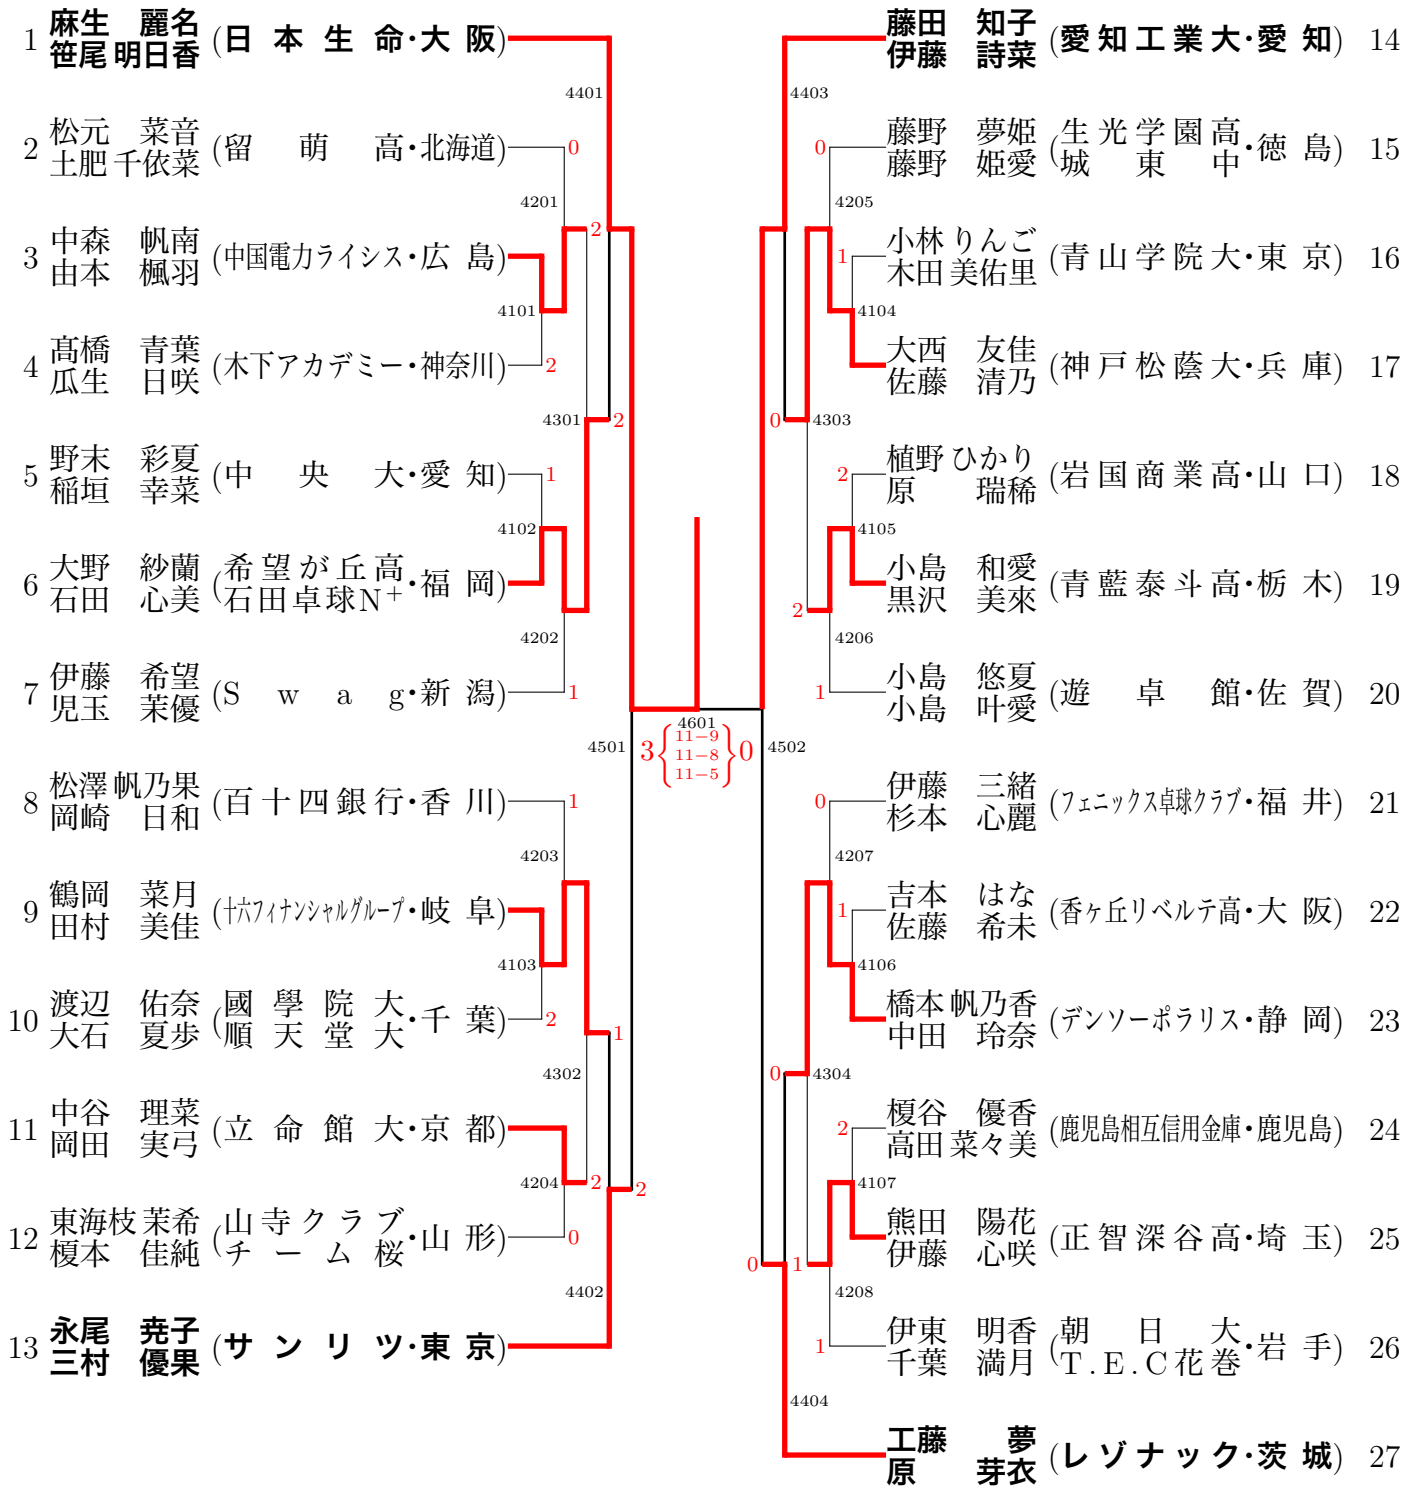 1 麻生 麗名 (日本生命・大阪)
笹尾 明日香
2 松元 菜音 (留萌高・北海道)
土肥 千依菜
3 中森 帆南 (中国電力ライシス・広島)
由本 楓羽
4 髙橋 青葉 (木下アカデミー・神奈川)
瓜生 日咲
5 野末 彩夏 (中央大・愛知)
稲垣 幸菜
6 大野 紗蘭 (希望が丘高・福岡)
石田 心美 石田卓球N+
7 伊藤 希望 (Swag・新潟)
児玉 茉優
8 松澤 帆乃果 (百十四銀行・香川)
岡崎 日和
9 鶴岡 菜月 (十六フィナンシャルグループ・岐阜)
田村 美佳
10 渡辺 佑奈 (國學院大・千葉)
大石 夏歩 順天堂大
11 中谷 理菜 (立命館大・京都)
岡田 実弓
12 東海枝 茉希 (山寺クラブ・山形)
榎本 佳純 チーム桜
13 永尾 尭子 (サンリツ・東京)
三村 優果
4401
0
4201
2
4101
2
4301
2
1
4102
4202
1
4501
1
4203
4103
2
1
4302
4204
2
2
0
4402
4601
3
11-9
11-8
11-5
0
4403
0
4205
1
4104
0
4303
2
4105
2
4206
1
4502
0
4207
1
4106
0
4304
2
4107
0
1
4208
1
4404
藤田 知子 (愛知工業大・愛知) 14
伊藤 詩菜
藤野 夢姫 (生光学園高・徳島) 15
藤野 姫愛 城東中
小林 りんご (青山学院大・東京) 16
木田 美佑里
大西 友佳 (神戸松蔭大・兵庫) 17
佐藤 清乃
植野 ひかり (岩国商業高・山口) 18
原 瑞稀
小島 和愛 (青藍泰斗高・栃木) 19
黒沢 美來
小島 悠夏 (遊卓館・佐賀) 20
小島 叶愛
伊藤 三緒 (フェニックス卓球クラブ・福井) 21
杉本 心麗
吉本 はな (香ヶ丘リベルテ高・大阪) 22
佐藤 希未
橋本 帆乃香 (デンソーポラリス・静岡) 23
中田 玲奈
榎谷 優香 (鹿児島相互信用金庫・鹿児島) 24
高田 菜々美
熊田 陽花 (正智深谷高・埼玉) 25
伊藤 心咲
伊東 明香 (朝日大・岩手) 26
千葉 満月 T.E.C花巻
工藤 夢 (レゾナック・茨城) 27
原 芽衣